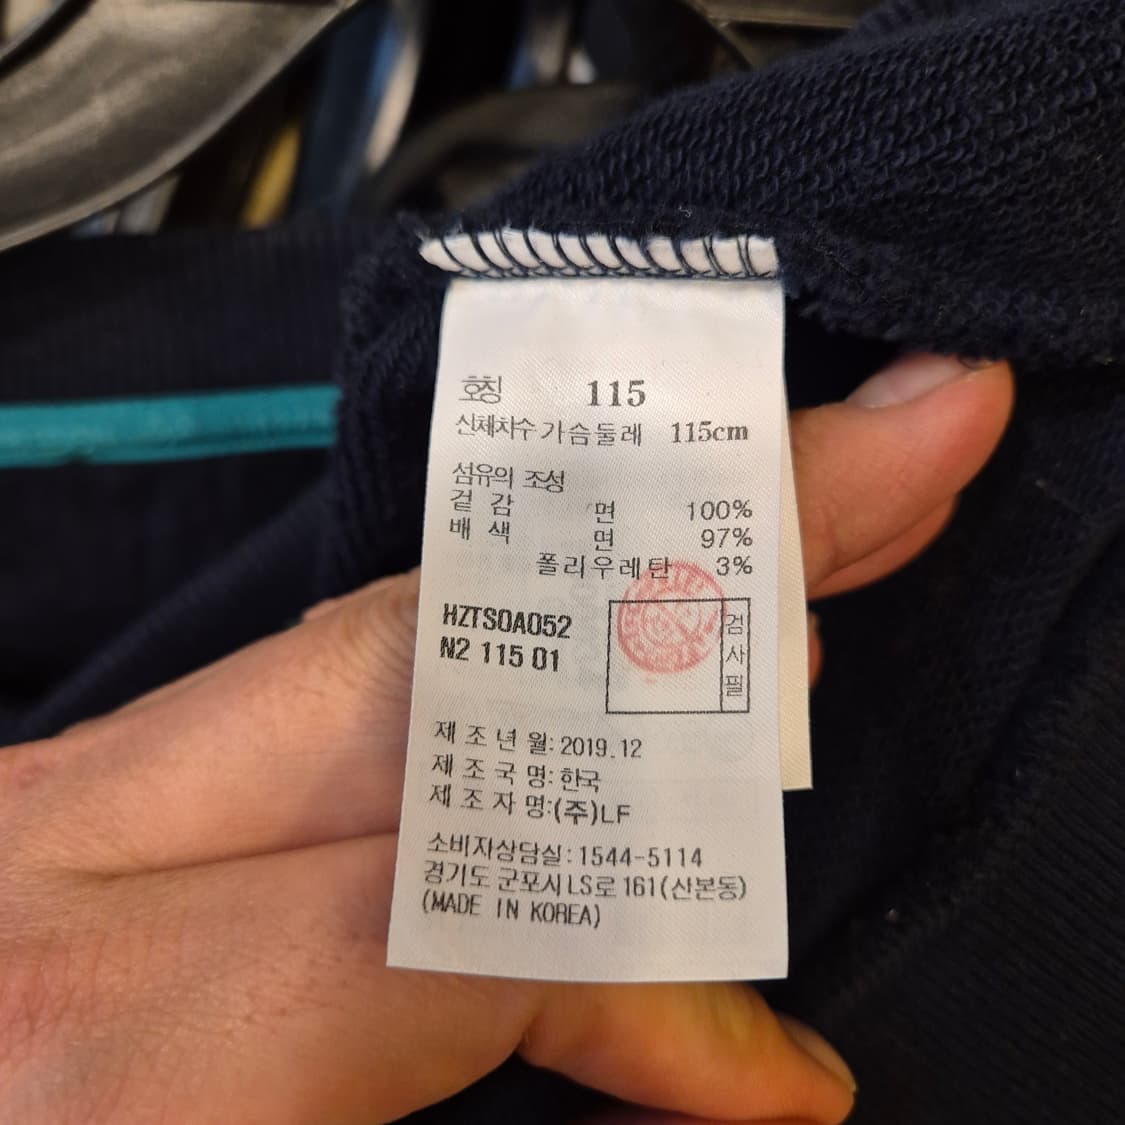 호칭 115
신체치수 가슴둘레 115cm
섬유의 조성
겉 감 면 100%
배 색 면 97%
폴리우레탄 3%
HZTS0A052
N2 115 01
검사필
제 조 년 월: 2019.12
제 조 국 명: 한국
제 조 자 명:(주)LF
소비자상담실: 1544-5114
경기도 군포시 LS로 161(산본동)
(MADE IN KOREA)